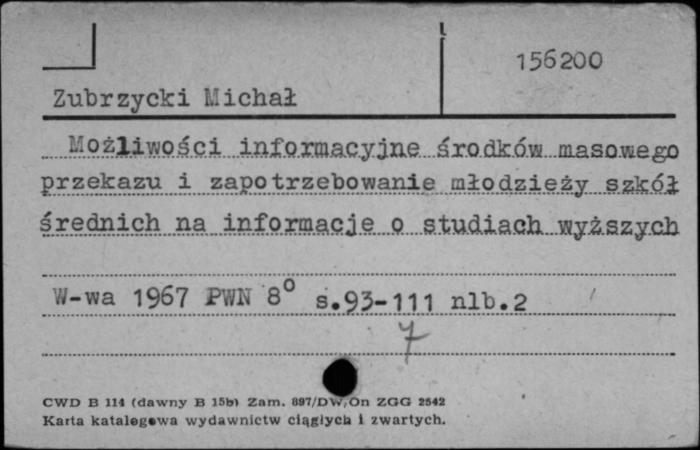 156200
Zubrzycki Michał
Możliwości informacyjne środków masowego
przekazu i zapotrzebowanie młodzieży szkół
średnich na informacje o studiach wyższych
W-wa 1967 PWN 8° s.93-111 nlb.2
7
CWD B 114 (dawny B 15b) Zam. 897/DW/On ZGG 2542
Karta katalogowa wydawnictw ciągłych i zwartych.